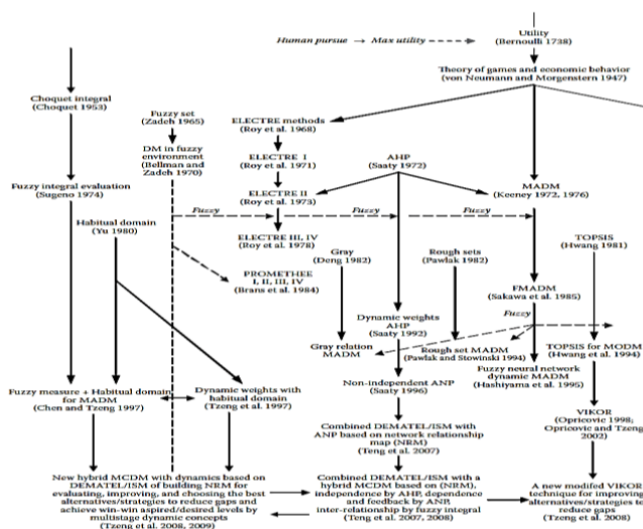 Utility
(Bernoulli 1738)
Human pursue → Max utility
Theory of games and economic behavior
(von Neumann and Morgenstern 1947)
Choquet integral
(Choquet 1953)
Fuzzy set
(Zadeh 1965)
DM in fuzzy
environment
(Bellman and
Zadeh 1970)
ELECTRE methods
(Roy et al. 1968)
ELECTRE I
(Roy et al. 1971)
ELECTRE II
(Roy et al. 1973)
ELECTRE III, IV
(Roy et al. 1978)
AHP
(Saaty 1972)
MADM
(Keeney 1972, 1976)
Fuzzy integral evaluation
(Sugeno 1974)
Habitual domain
(Yu 1980)
Fuzzy
Fuzzy
Fuzzy
TOPSIS
(Hwang 1981)
PROMETHEE
I, II, III, IV
(Brans et al. 1984)
Gray
(Deng 1982)
Rough sets
(Pawlak 1982)
FMADM
(Sakawa et al. 1985)
Fuzzy
Dynamic weights
AHP
(Saaty 1992)
Gray relation
MADM
Rough set MADM
(Pawlak and Slowinski 1994)
TOPSIS for MODM
(Hwang et al. 1994)
Fuzzy neural network
dynamic MADM
(Hashiyama et al. 1995)
Fuzzy measure + Habitual domain
for MADM
(Chen and Tzeng 1997)
Dynamic weights with
habitual domain
(Tzeng et al. 1997)
Non-independent ANP
(Saaty 1996)
VIKOR
(Opricovic 1998;
Opricovic and Tzeng
2002)
Combined DEMATEL/ISM with
ANP based on network relationship
map (NRM)
(Teng et al. 2007)
New hybrid MCDM with dynamics based on
DEMATEL/ISM of building NRM for
evaluating, improving, and choosing the best
alternatives/strategies to reduce gaps and
achieve win-win aspired/desired levels by
multistage dynamic concepts
(Tzeng et al. 2008, 2009)
Combined DEMATEL/ISM with a
hybrid MCDM based on (NRM),
independence by AHP, dependence
and feedback by ANP,
inter-relationship by fuzzy integral
(Teng et al. 2007, 2008)
A new modifed VIKOR
technique for improving
alternatives/strategies to
reduce gaps
(Tzeng et al. 2008)